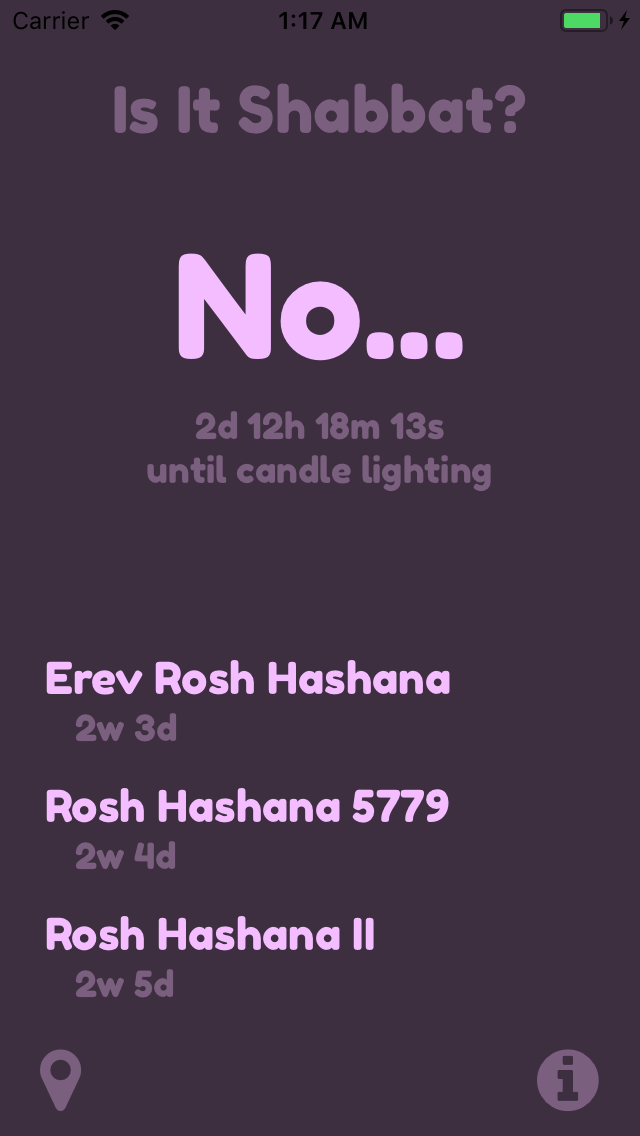 Carrier 1:17 AM
Is It Shabbat?
No...
2d 12h 18m 13s
until candle lighting
Erev Rosh Hashana
2w 3d
Rosh Hashana 5779
2w 4d
Rosh Hashana II
2w 5d